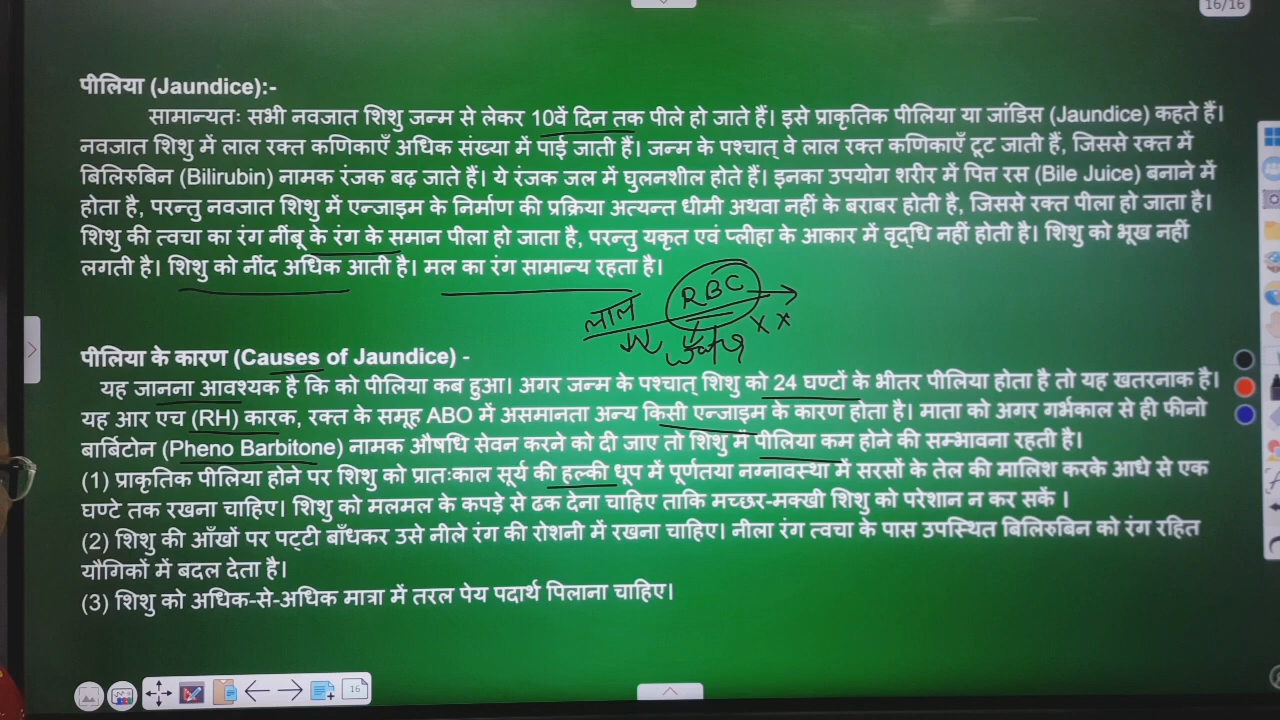 16/16
पीलिया (Jaundice):-
सामान्यतः सभी नवजात शिशु जन्म से लेकर 10वें दिन तक पीले हो जाते हैं। इसे प्राकृतिक पीलिया या जांडिस (Jaundice) कहते हैं।
नवजात शिशु में लाल रक्त कणिकाएँ अधिक संख्या में पाई जाती हैं। जन्म के पश्चात् वे लाल रक्त कणिकाएँ टूट जाती हैं, जिससे रक्त में
बिलिरुबिन (Bilirubin) नामक रंजक बढ़ जाते हैं। ये रंजक जल में घुलनशील होते हैं। इनका उपयोग शरीर में पित्त रस (Bile Juice) बनाने में
होता है, परन्तु नवजात शिशु में एन्जाइम के निर्माण की प्रक्रिया अत्यन्त धीमी अथवा नहीं के बराबर होती है, जिससे रक्त पीला हो जाता है।
शिशु की त्वचा का रंग नींबू के रंग के समान पीला हो जाता है, परन्तु यकृत एवं प्लीहा के आकार में वृद्धि नहीं होती है। शिशु को भूख नहीं
लगती है। शिशु को नींद अधिक आती है। मल का रंग सामान्य रहता है।
लाल RBC
x x
पीलिया के कारण (Causes of Jaundice) -
यह जानना आवश्यक है कि को पीलिया कब हुआ। अगर जन्म के पश्चात् शिशु को 24 घण्टों के भीतर पीलिया होता है तो यह खतरनाक है।
यह आर एच (RH) कारक, रक्त के समूह ABO में असमानता अन्य किसी एन्जाइम के कारण होता है। माता को अगर गर्भकाल से ही फीनो
बार्बिटोन (Pheno Barbitone) नामक औषधि सेवन करने को दी जाए तो शिशु में पीलिया कम होने की सम्भावना रहती है।
(1) प्राकृतिक पीलिया होने पर शिशु को प्रातःकाल सूर्य की हल्की धूप में पूर्णतया नग्नावस्था में सरसों के तेल की मालिश करके आधे से एक
घण्टे तक रखना चाहिए। शिशु को मलमल के कपड़े से ढक देना चाहिए ताकि मच्छर-मक्खी शिशु को परेशान न कर सकें ।
(2) शिशु की आँखों पर पट्टी बाँधकर उसे नीले रंग की रोशनी में रखना चाहिए। नीला रंग त्वचा के पास उपस्थित बिलिरुबिन को रंग रहित
यौगिकों में बदल देता है।
(3) शिशु को अधिक-से-अधिक मात्रा में तरल पेय पदार्थ पिलाना चाहिए।
16